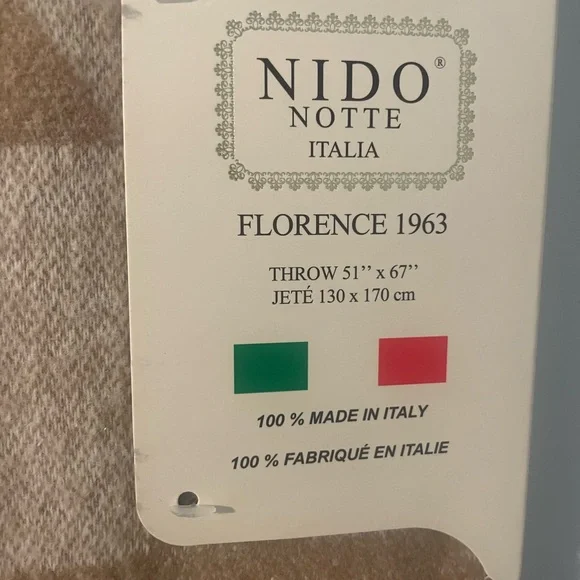 NIDO®
NOTTE
ITALIA
FLORENCE 1963
THROW 51’’ x 67’’
JETÉ 130 x 170 cm
100 % MADE IN ITALY
100 % FABRIQUÉ EN ITALIE